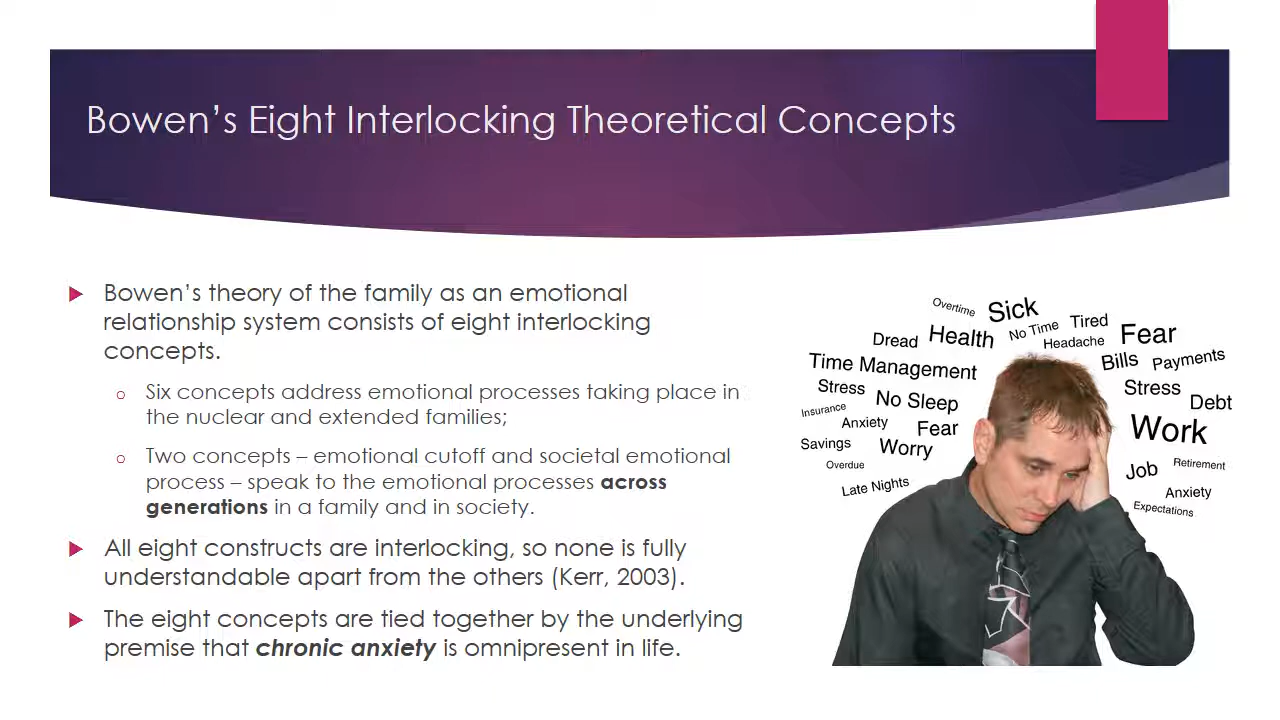 Bowen's Eight Interlocking Theoretical Concepts
Bowen's theory of the family as an emotional
relationship system consists of eight interlocking
concepts.
Six concepts address emotional processes taking place in
the nuclear and extended families;
Two concepts – emotional cutoff and societal emotional
process – speak to the emotional processes across
generations in a family and in society.
All eight constructs are interlocking, so none is fully
understandable apart from the others (Kerr, 2003).
The eight concepts are tied together by the underlying
premise that chronic anxiety is omnipresent in life.
Overtime
Sick
Dread
Health
No Time
Tired
Headache
Fear
Time Management
Bills
Payments
Stress
No Sleep
Stress
Debt
Insurance
Anxiety
Fear
Work
Savings
Worry
Overdue
Job
Retirement
Late Nights
Anxiety
Expectations